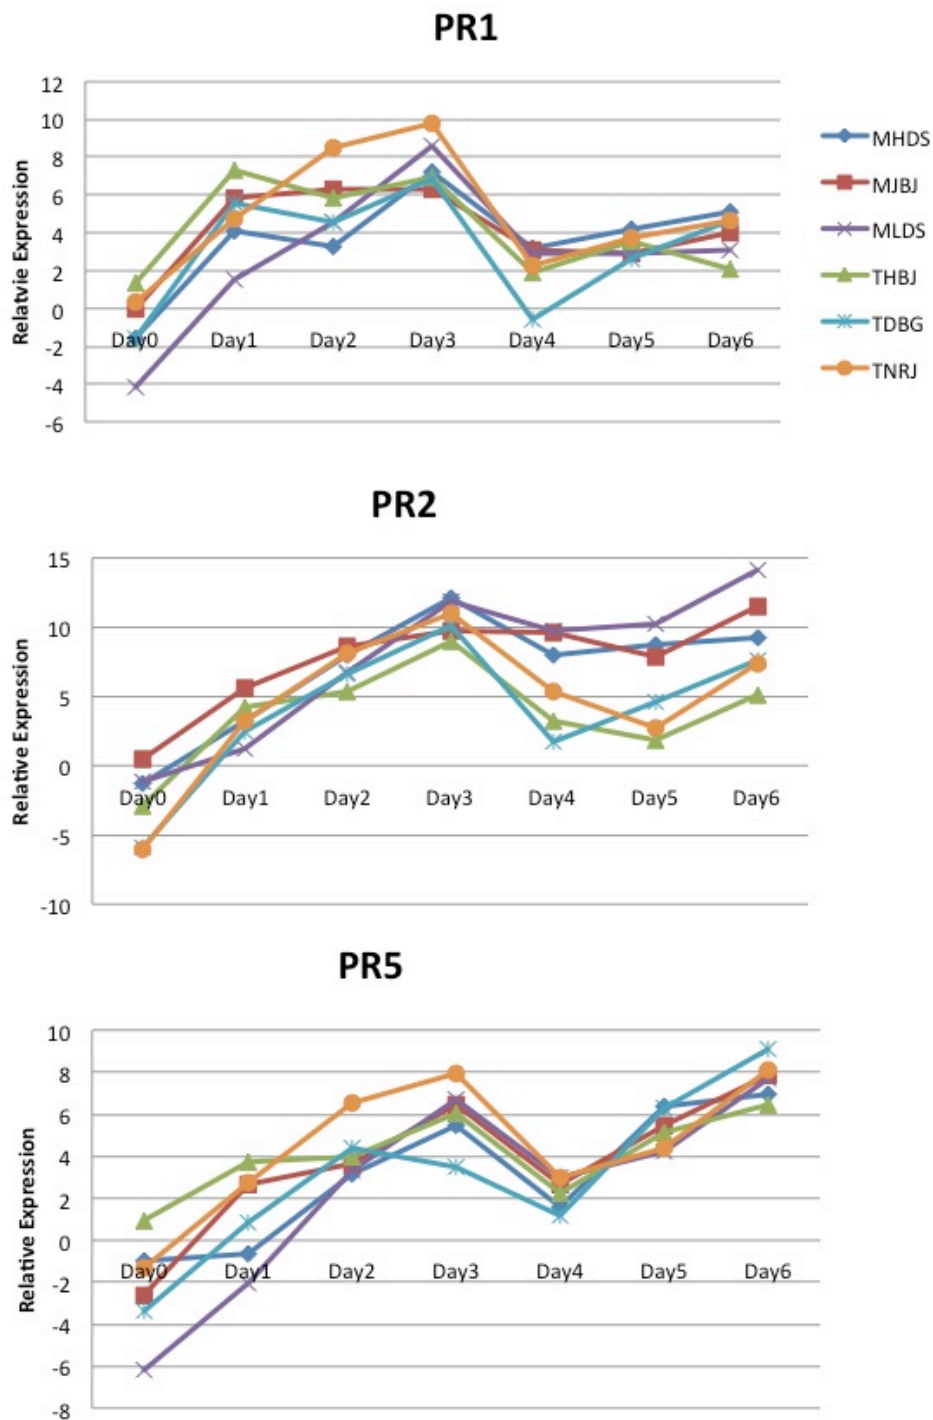 PR1
Relatvie Expression
12
10
8
6
4
2
0
-2
-4
-6
Day0 Day1 Day2 Day3 Day4 Day5 Day6
MHDS
MJBJ
MLDS
THBJ
TDBG
TNRJ
PR2
Relative Expression
15
10
5
0
-5
-10
Day0 Day1 Day2 Day3 Day4 Day5 Day6
PR5
Relative Expression
10
8
6
4
2
0
-2
-4
-6
-8
Day0 Day1 Day2 Day3 Day4 Day5 Day6